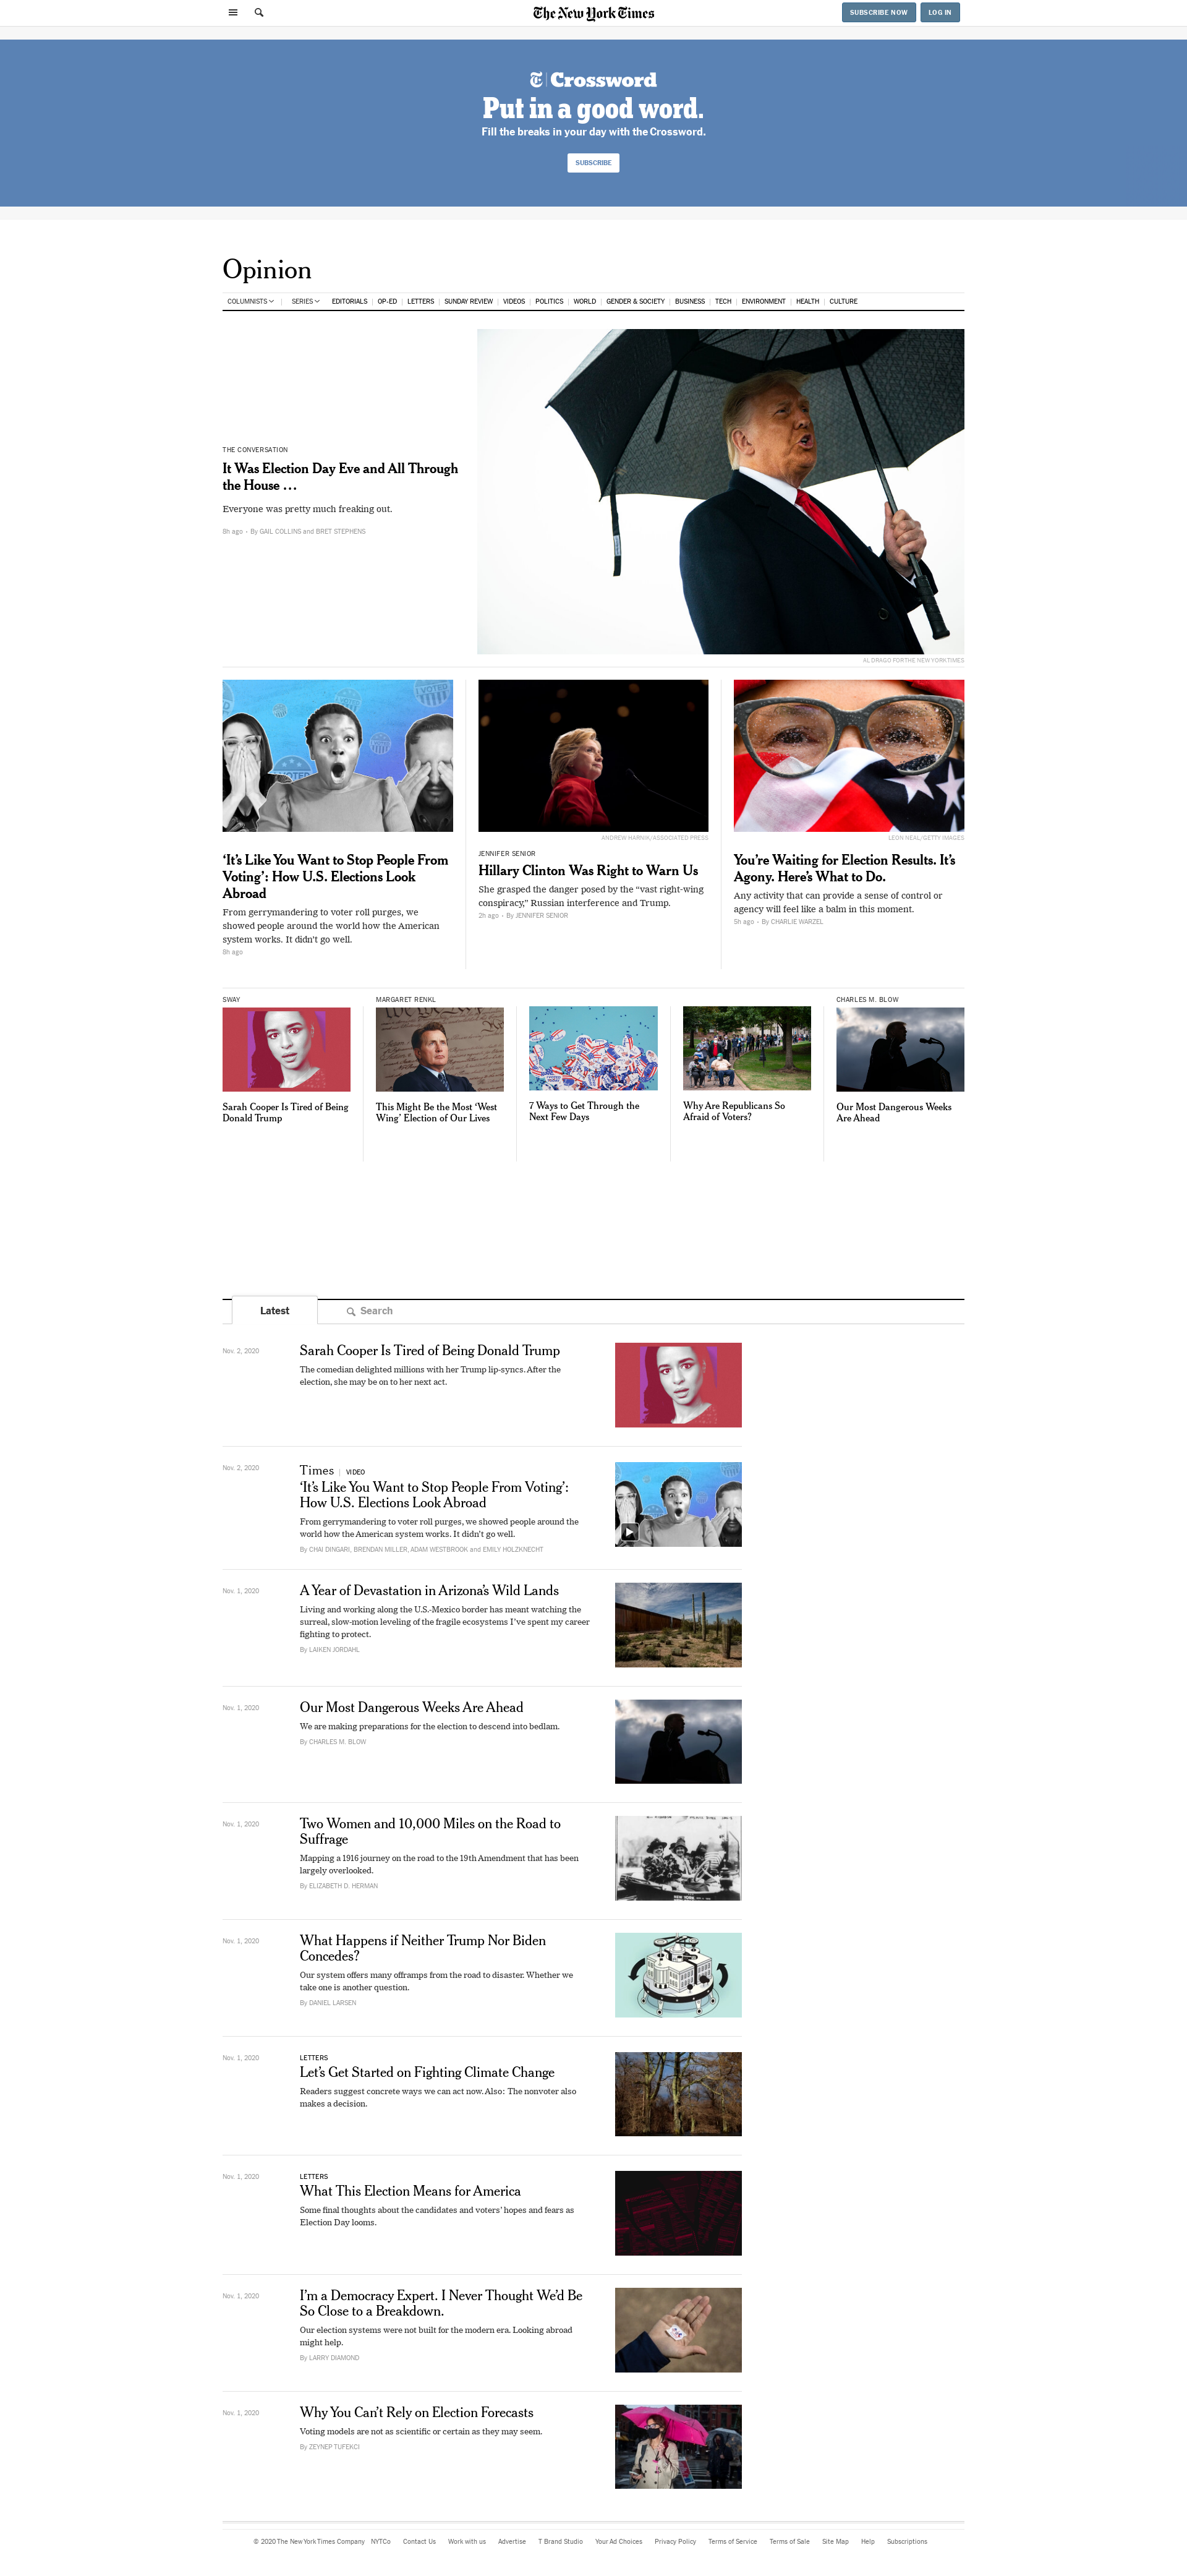 The New York Times
SUBSCRIBE NOW
LOG IN
T Crossword
Put in a good word.
Fill the breaks in your day with the Crossword.
SUBSCRIBE
Opinion
COLUMNISTS | SERIES EDITORIALS | OP-ED | LETTERS | SUNDAY REVIEW | VIDEOS | POLITICS | WORLD | GENDER & SOCIETY | BUSINESS | TECH | ENVIRONMENT | HEALTH | CULTURE
THE CONVERSATION
It Was Election Day Eve and All Through
the House …
Everyone was pretty much freaking out.
8h ago - By GAIL COLLINS and BRET STEPHENS
AL DRAGO FOR THE NEW YORK TIMES
I VOTED
VOTED
‘It’s Like You Want to Stop People From
Voting’: How U.S. Elections Look
Abroad
From gerrymandering to voter roll purges, we
showed people around the world how the American
system works. It didn’t go well.
8h ago
ANDREW HARNIK/ASSOCIATED PRESS
JENNIFER SENIOR
Hillary Clinton Was Right to Warn Us
She grasped the danger posed by the “vast right-wing
conspiracy,” Russian interference and Trump.
2h ago - By JENNIFER SENIOR
LEON NEAL/GETTY IMAGES
You’re Waiting for Election Results. It’s
Agony. Here’s What to Do.
Any activity that can provide a sense of control or
agency will feel like a balm in this moment.
5h ago - By CHARLIE WARZEL
SWAY
Sarah Cooper Is Tired of Being
Donald Trump
MARGARET RENKL
This Might Be the Most ‘West
Wing’ Election of Our Lives
7 Ways to Get Through the
Next Few Days
Why Are Republicans So
Afraid of Voters?
CHARLES M. BLOW
Our Most Dangerous Weeks
Are Ahead
Latest
Search
Nov. 2, 2020
Sarah Cooper Is Tired of Being Donald Trump
The comedian delighted millions with her Trump lip-syncs. After the
election, she may be on to her next act.
Nov. 2, 2020
Times | VIDEO
‘It’s Like You Want to Stop People From Voting’:
How U.S. Elections Look Abroad
From gerrymandering to voter roll purges, we showed people around the
world how the American system works. It didn’t go well.
By CHAI DINGARI, BRENDAN MILLER, ADAM WESTBROOK and EMILY HOLZKNECHT
Nov. 1, 2020
A Year of Devastation in Arizona’s Wild Lands
Living and working along the U.S.-Mexico border has meant watching the
surreal, slow-motion leveling of the fragile ecosystems I’ve spent my career
fighting to protect.
By LAIKEN JORDAHL
Nov. 1, 2020
Our Most Dangerous Weeks Are Ahead
We are making preparations for the election to descend into bedlam.
By CHARLES M. BLOW
Nov. 1, 2020
Two Women and 10,000 Miles on the Road to
Suffrage
Mapping a 1916 journey on the road to the 19th Amendment that has been
largely overlooked.
By ELIZABETH D. HERMAN
NEW YORK
Nov. 1, 2020
What Happens if Neither Trump Nor Biden
Concedes?
Our system offers many offramps from the road to disaster. Whether we
take one is another question.
By DANIEL LARSEN
Nov. 1, 2020
LETTERS
Let’s Get Started on Fighting Climate Change
Readers suggest concrete ways we can act now. Also: The nonvoter also
makes a decision.
Nov. 1, 2020
LETTERS
What This Election Means for America
Some final thoughts about the candidates and voters’ hopes and fears as
Election Day looms.
Nov. 1, 2020
I’m a Democracy Expert. I Never Thought We’d Be
So Close to a Breakdown.
Our election systems were not built for the modern era. Looking abroad
might help.
By LARRY DIAMOND
Nov. 1, 2020
Why You Can’t Rely on Election Forecasts
Voting models are not as scientific or certain as they may seem.
By ZEYNEP TUFEKCI
© 2020 The New York Times Company NYTCo Contact Us Work with us Advertise T Brand Studio Your Ad Choices Privacy Policy Terms of Service Terms of Sale Site Map Help Subscriptions